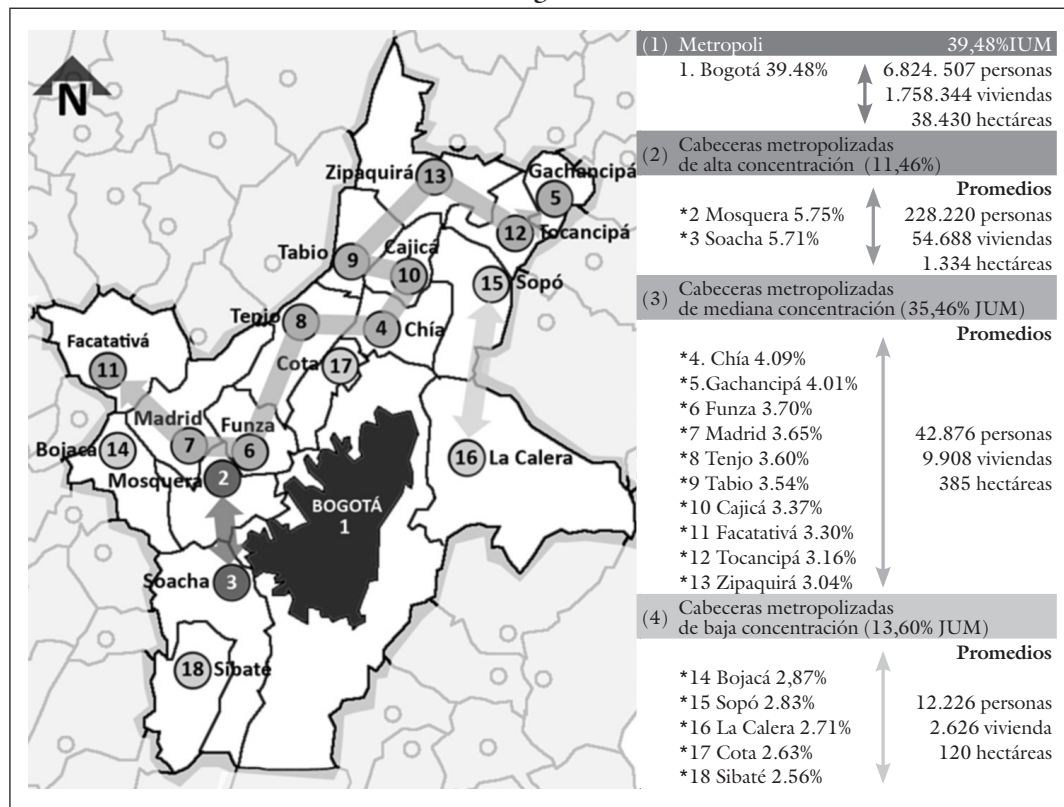 N
Zipaquirá
13
Gachancipá
5
12
Tocancipá
Tabio
9
Cajicá
10
15
Sopó
Tenjo
8
4
Chía
Facatativá
11
Cota
17
Madrid
7
Funza
6
Bojacá
14
Mosquera
2
16
La Calera
BOGOTÁ
1
Soacha
3
18
Sibaté
(1) Metropoli 39,48%IUM
1. Bogotá 39.48% 6.824. 507 personas
1.758.344 viviendas
38.430 hectáreas
(2) Cabeceras metropolizadas
de alta concentración (11,46%)
Promedios
*2 Mosquera 5.75% 228.220 personas
*3 Soacha 5.71% 54.688 viviendas
1.334 hectáreas
(3) Cabeceras metropolizadas
de mediana concentración (35,46% JUM)
Promedios
*4. Chía 4.09%
*5.Gachancipá 4.01%
*6 Funza 3.70%
*7 Madrid 3.65% 42.876 personas
*8 Tenjo 3.60% 9.908 viviendas
*9 Tabio 3.54% 385 hectáreas
*10 Cajicá 3.37%
*11 Facatativá 3.30%
*12 Tocancipá 3.16%
*13 Zipaquirá 3.04%
(4) Cabeceras metropolizadas
de baja concentración (13,60% JUM)
Promedios
*14 Bojacá 2,87%
*15 Sopó 2.83% 12.226 personas
*16 La Calera 2.71% 2.626 vivienda
*17 Cota 2.63% 120 hectáreas
*18 Sibaté 2.56%